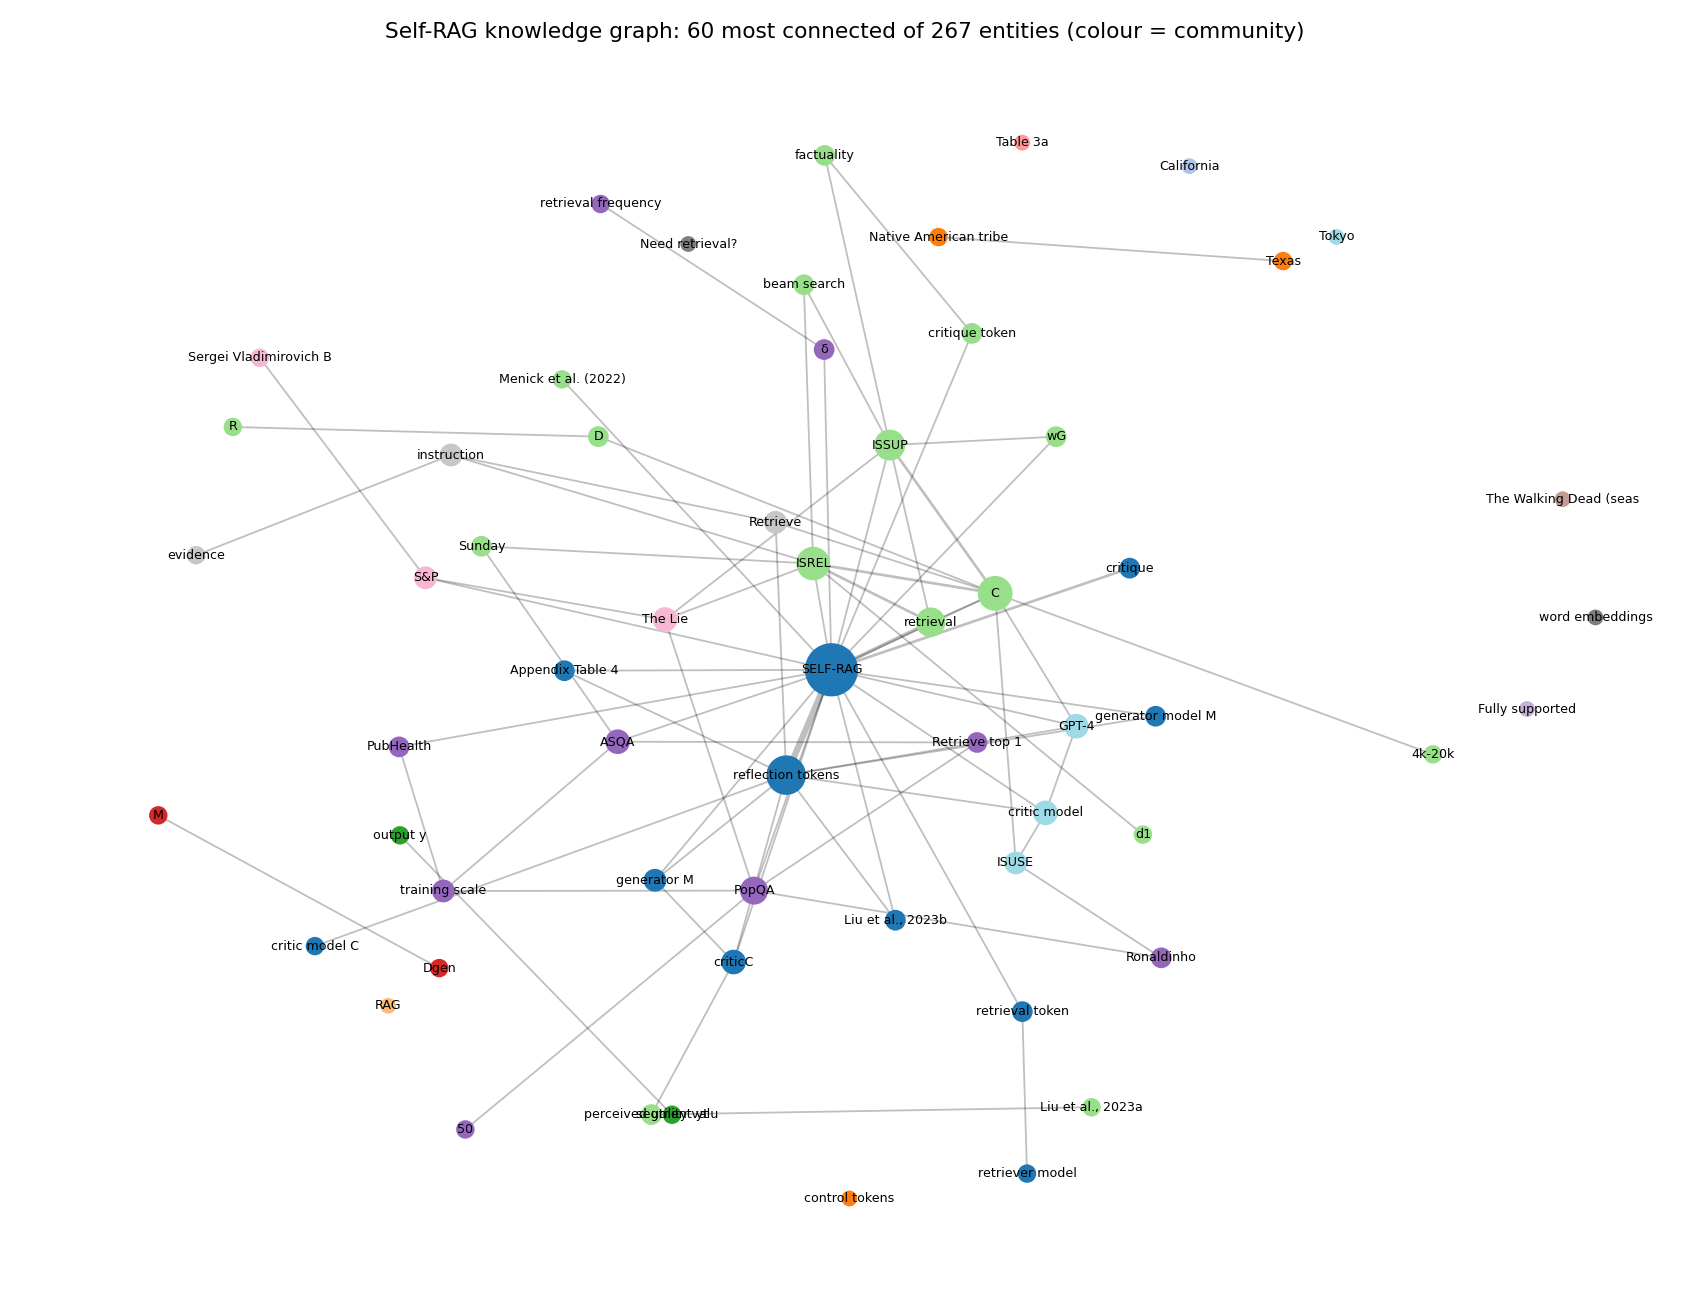 Self-RAG knowledge graph: 60 most connected of 267 entities (colour = community)
Table 3a
factuality
California
retrieval frequency
Native American tribe
Tokyo
Need retrieval?
Texas
beam search
critique token
δ
Sergei Vladimirovich B
Menick et al. (2022)
R
D
wG
ISSUP
instruction
The Walking Dead (seas
Retrieve
Sunday
evidence
ISREL
critique
S&P
C
word embeddings
The Lie
retrieval
SELF-RAG
Appendix Table 4
Fully supported
generator model M
GPT-4
PubHealth
ASQA
Retrieve top 1
4k-20k
reflection tokens
critic model
M
output y
d1
ISUSE
generator M
training scale
PopQA
Liu et al., 2023b
critic model C
Ronaldinho
criticC
Dgen
RAG
retrieval token
Liu et al., 2023a
50
retriever model
control tokens